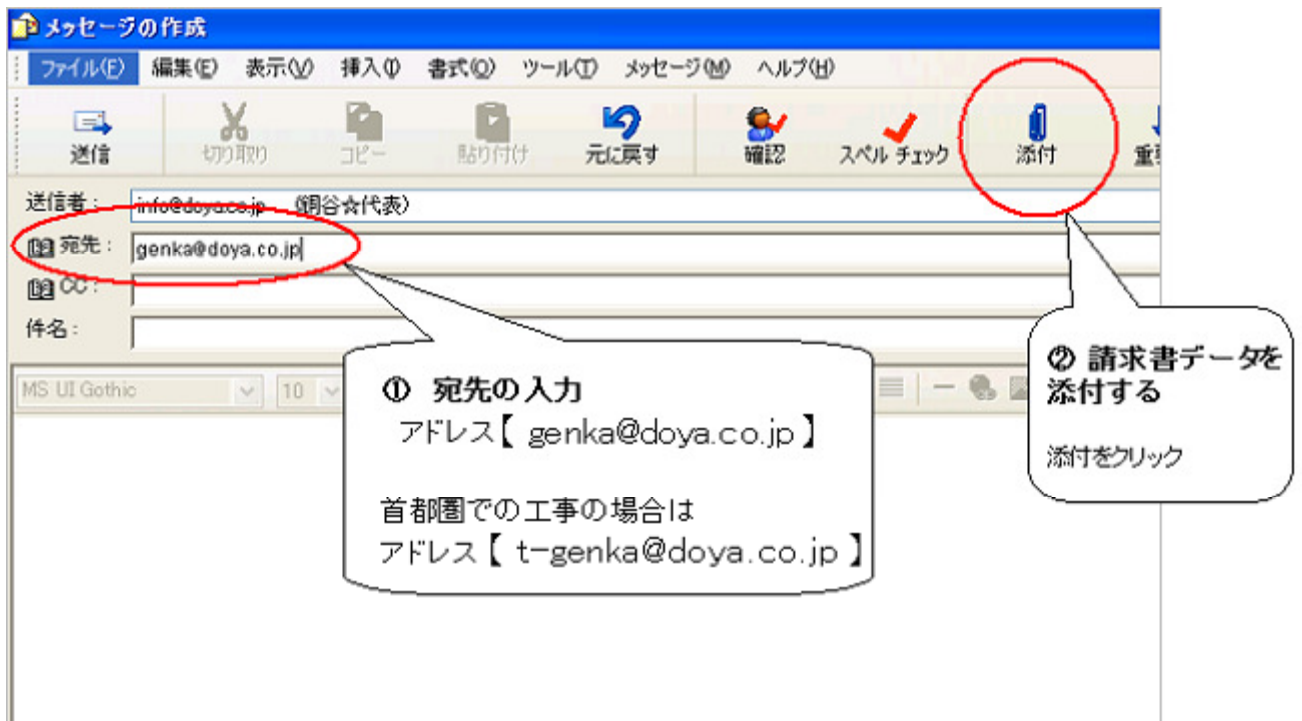 メッセージの作成
ファイル(F) 編集(E) 表示(V) 挿入(I) 書式(O) ツール(T) メッセージ(M) ヘルプ(H)
送信 切り取り コピー 貼り付け 元に戻す 確認 スペル チェック 添付
送信者: info@doya.co.jp (銅谷☆代表)
宛先: genka@doya.co.jp
CC:
件名:
MS UI Gothic 10
① 宛先の入力
アドレス【 genka@doya.co.jp 】
首都圏での工事の場合は
アドレス【 t-genka@doya.co.jp 】
② 請求書データを
添付する
添付をクリック